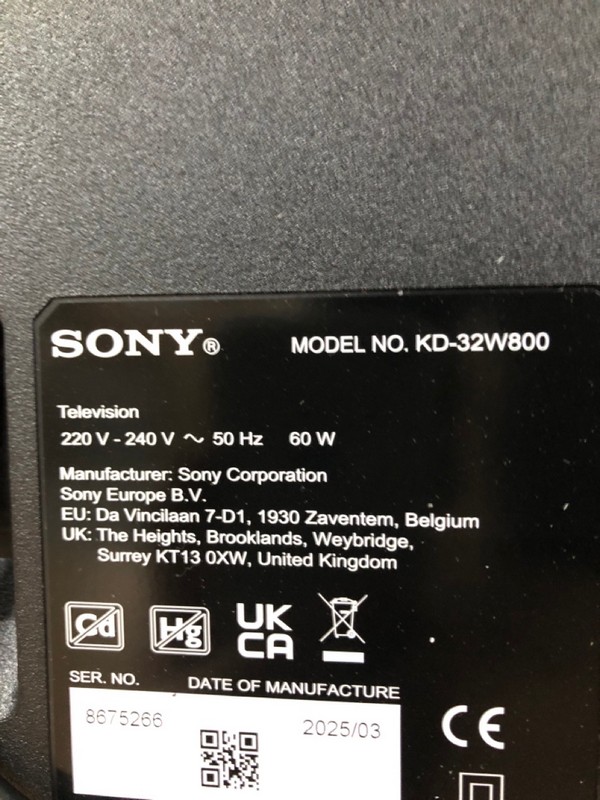 SONY® MODEL NO. KD-32W800
Television
220 V - 240 V ～ 50 Hz 60 W
Manufacturer: Sony Corporation
Sony Europe B.V.
EU: Da Vincilaan 7-D1, 1930 Zaventem, Belgium
UK: The Heights, Brooklands, Weybridge,
Surrey KT13 0XW, United Kingdom
Cd Hg UK
CA
SER. NO. DATE OF MANUFACTURE
8675266 2025/03
CE